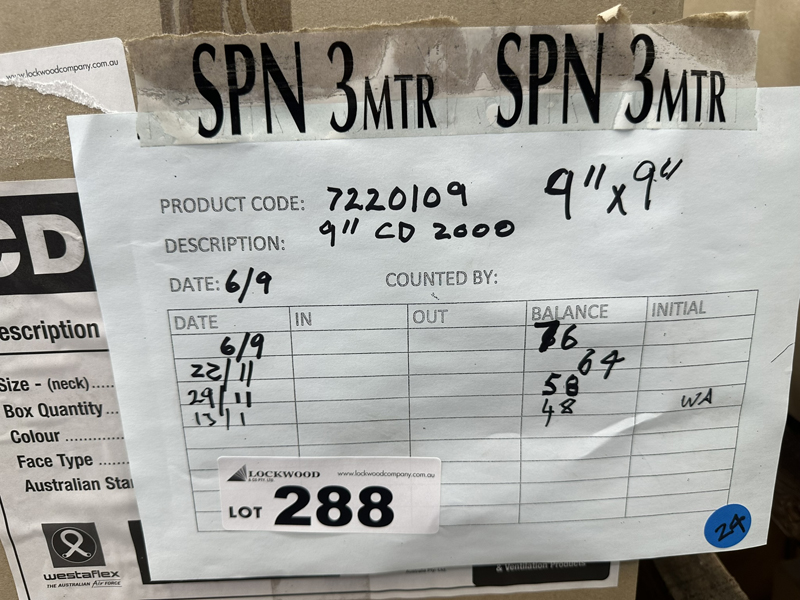 www.lockwoodcompany.com.au
SPN 3MTR SPN 3MTR
PRODUCT CODE: 7220109 9"x9"
DESCRIPTION: 9" CD 2000
DATE: 6/9 COUNTED BY:
DATE IN OUT BALANCE INITIAL
6/9 76
22/11 64
29/11 58
13/1 48 WA
LOCKWOOD www.lockwoodcompany.com.au
LOT 288
24
CD
escription
Size - (neck)
Box Quantity
Colour
Face Type
Australian Sta
westaflex
THE AUSTRALIAN Air FORCE
& Ventilation Products